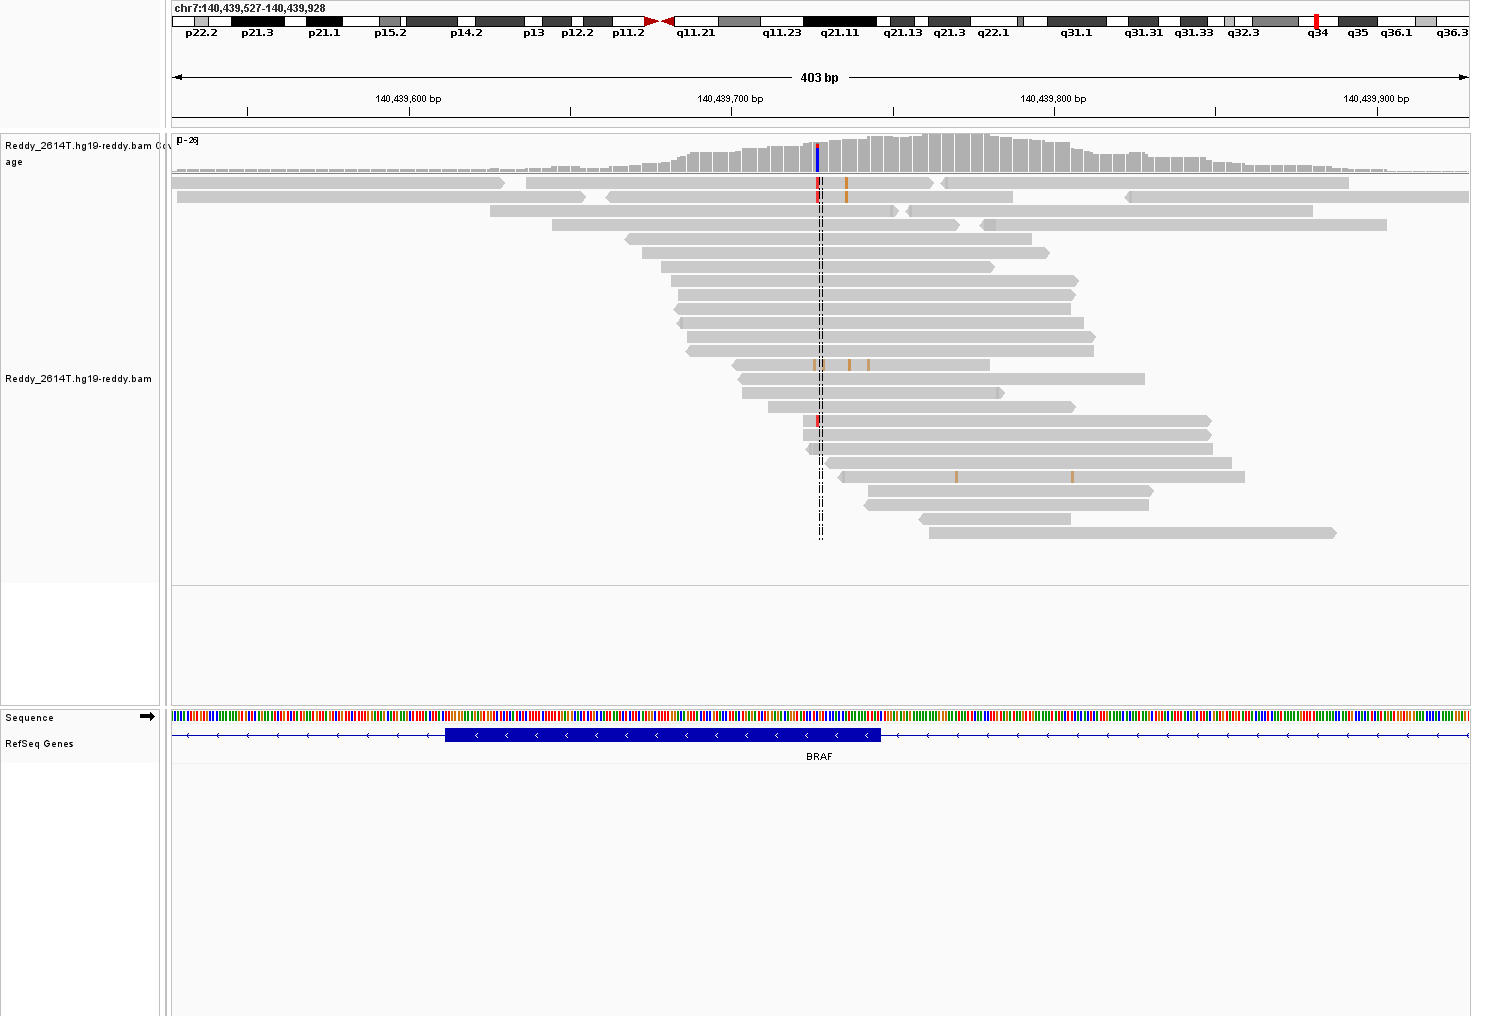 chr7:140,439,527-140,439,928
p22.2 p21.3 p21.1 p15.2 p14.2 p13 p12.2 p11.2 q11.21 q11.23 q21.11 q21.13 q21.3 q22.1 q31.1 q31.31 q31.33 q32.3 q34 q35 q36.1 q36.3
403 bp
140,439,600 bp 140,439,700 bp 140,439,800 bp 140,439,900 bp
[0-26]
Reddy_2614T.hg19-reddy.bam Cov
age
Reddy_2614T.hg19-reddy.bam
Sequence
RefSeq Genes
BRAF